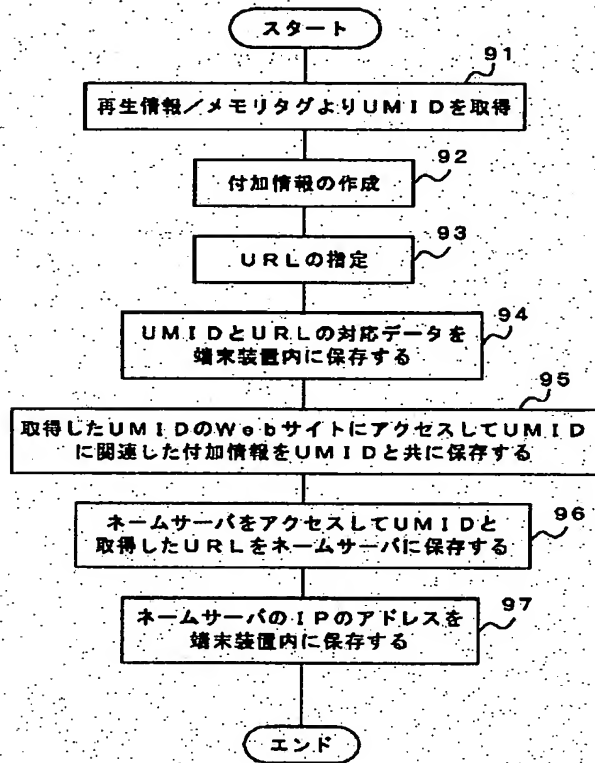 スタート
91
再生情報/メモリタグよりUMIDを取得
92
付加情報の作成
93
URLの指定
94
UMIDとURLの対応データを
端末装置内に保存する
95
取得したUMIDのWebサイトにアクセスしてUMID
に関連した付加情報をUMIDと共に保存する
96
ネームサーバをアクセスしてUMIDと
取得したURLをネームサーバに保存する
97
ネームサーバのIPのアドレスを
端末装置内に保存する
エンド